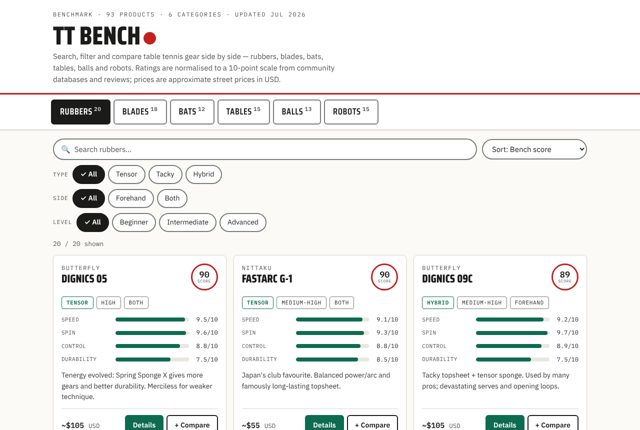 BENCHMARK · 93 PRODUCTS · 6 CATEGORIES · UPDATED JUL 2026
TT BENCH
Search, filter and compare table tennis gear side by side — rubbers, blades, bats,
tables, balls and robots. Ratings are normalised to a 10-point scale from community
databases and reviews; prices are approximate street prices in USD.
RUBBERS 20 BLADES 18 BATS 12 TABLES 15 BALLS 13 ROBOTS 15
Search rubbers... Sort: Bench score
TYPE ✓ All Tensor Tacky Hybrid
SIDE ✓ All Forehand Both
LEVEL ✓ All Beginner Intermediate Advanced
20 / 20 shown
BUTTERFLY
DIGNICS 05
90
SCORE
TENSOR HIGH BOTH
SPEED 9.5/10
SPIN 9.6/10
CONTROL 8.8/10
DURABILITY 7.5/10
Tenergy evolved: Spring Sponge X gives more
gears and better durability. Merciless for weaker
technique.
~$105 USD Details + Compare
NITTAKU
FASTARC G-1
90
SCORE
TENSOR MEDIUM-HIGH BOTH
SPEED 9.1/10
SPIN 9.3/10
CONTROL 8.8/10
DURABILITY 8.5/10
Japan's club favourite. Balanced power/arc and
famously long-lasting topsheet.
~$55 USD Details + Compare
BUTTERFLY
DIGNICS 09C
89
SCORE
HYBRID MEDIUM-HIGH FOREHAND
SPEED 9.2/10
SPIN 9.7/10
CONTROL 8.9/10
DURABILITY 7.5/10
Tacky topsheet + tensor sponge. Used by many
pros; devastating serves and opening loops.
~$105 USD Details + Compare